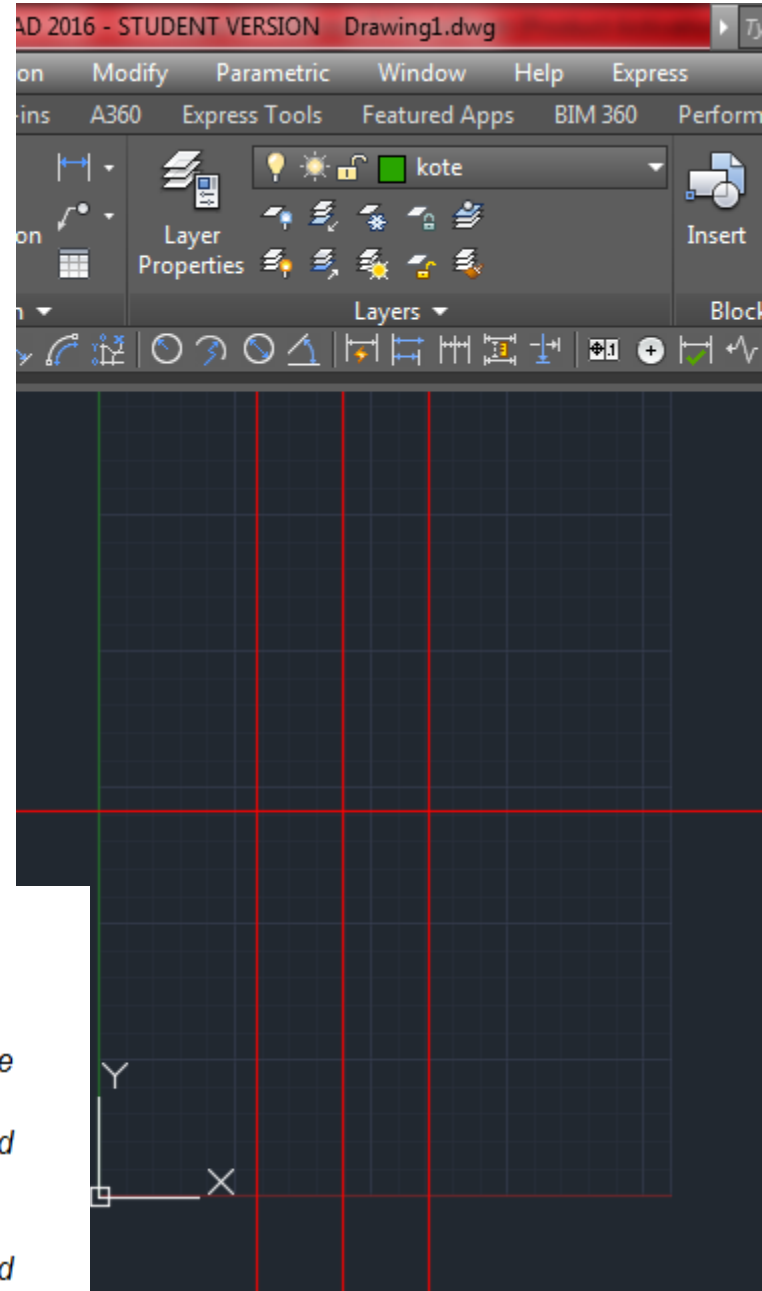 AD 2016 - STUDENT VERSION Drawing1.dwg
on Modify Parametric Window Help Express
-ins A360 Express Tools Featured Apps BIM 360 Perform
kote
on Layer Properties Insert
Layers Block
Y
X
e
d
d